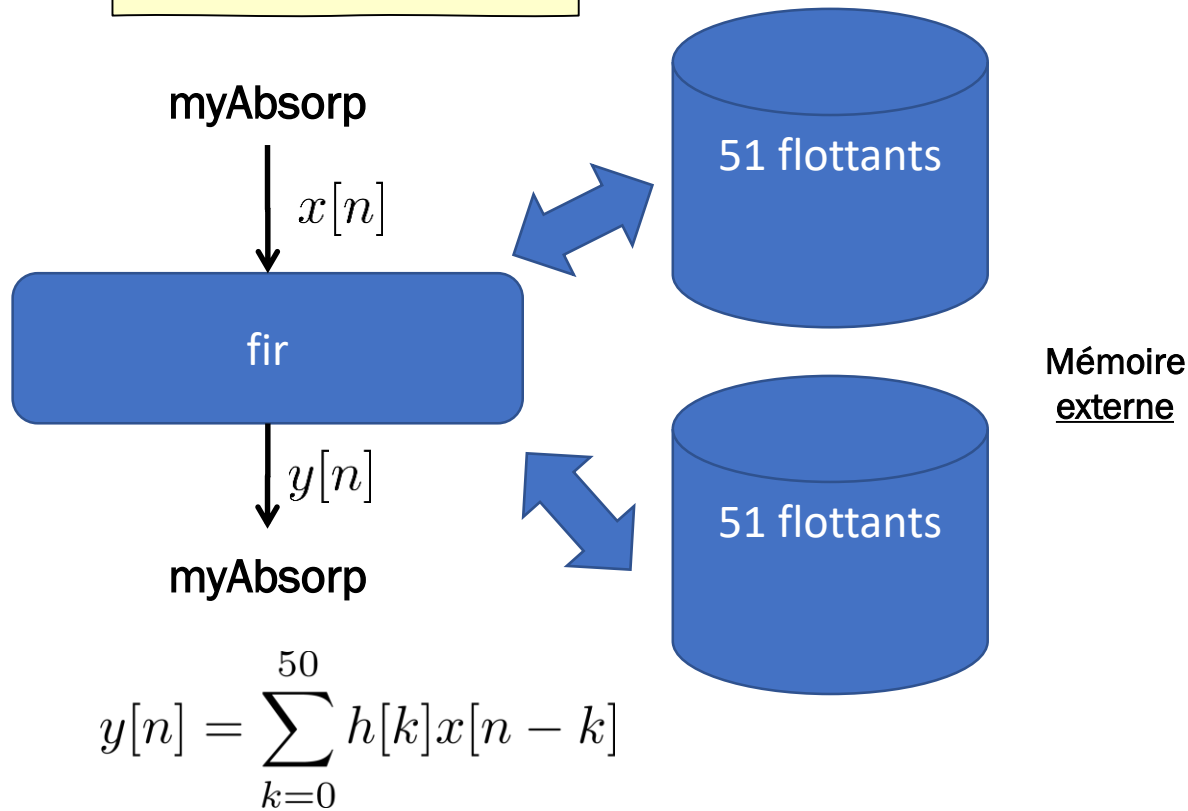 myAbsorp
51 flottants
x[n]
fir
Mémoire
externe
y[n]
51 flottants
myAbsorp
y[n] = \sum_{k=0}^{50} h[k]x[n − k]